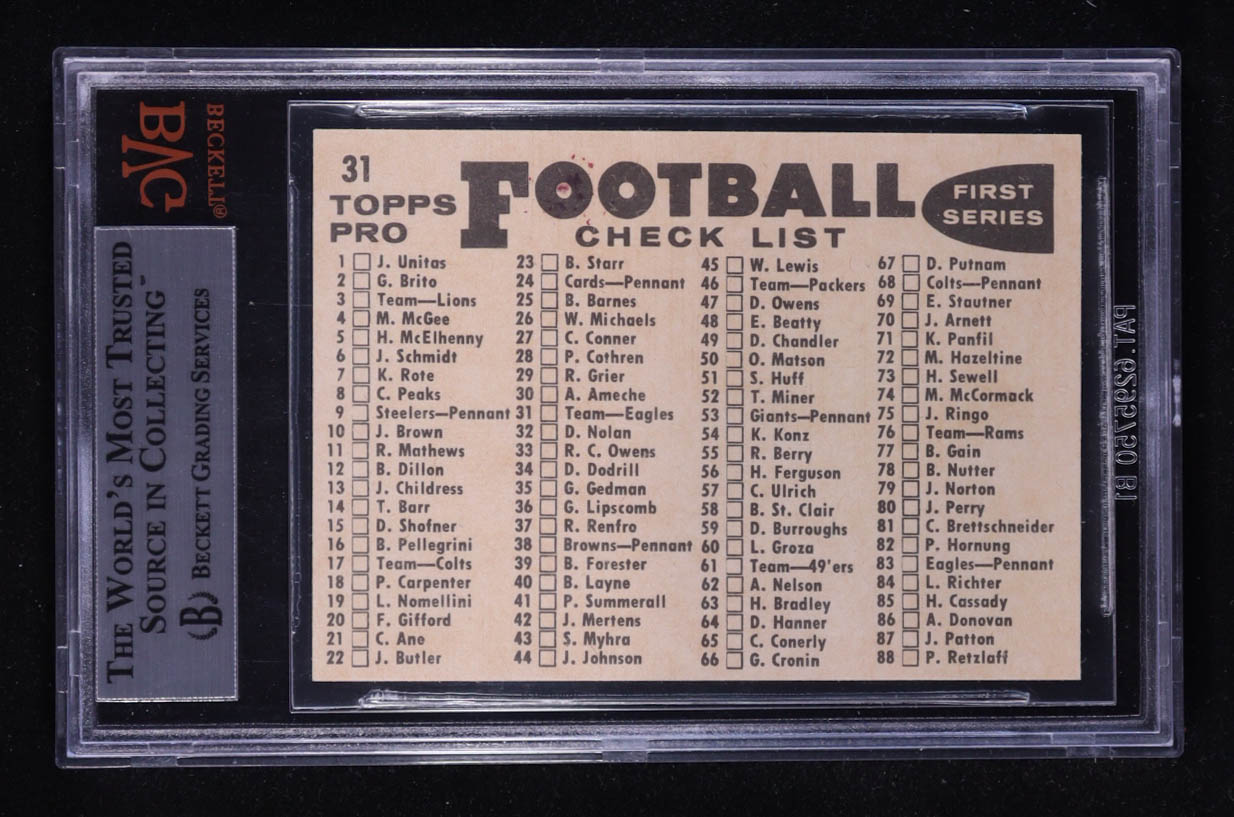 BECKETT®
BVG
THE WORLD'S MOST TRUSTED
SOURCE IN COLLECTING™
B BECKETT GRADING SERVICES
31
TOPPS
PRO
FOOTBALL
CHECK LIST
FIRST
SERIES
1 J. Unitas
2 G. Brito
3 Team—Lions
4 M. McGee
5 H. McElhenny
6 J. Schmidt
7 K. Rote
8 C. Peaks
9 Steelers—Pennant
10 J. Brown
11 R. Mathews
12 B. Dillon
13 J. Childress
14 T. Barr
15 D. Shofner
16 B. Pellegrini
17 Team—Colts
18 P. Carpenter
19 L. Nomellini
20 F. Gifford
21 C. Ane
22 J. Butler
23 B. Starr
24 Cards—Pennant
25 B. Barnes
26 W. Michaels
27 C. Conner
28 P. Cothren
29 R. Grier
30 A. Ameche
31 Team—Eagles
32 D. Nolan
33 R. C. Owens
34 D. Dodrill
35 G. Gedman
36 G. Lipscomb
37 R. Renfro
38 Browns—Pennant
39 B. Forester
40 B. Layne
41 P. Summerall
42 J. Mertens
43 S. Myhra
44 J. Johnson
45 W. Lewis
46 Team—Packers
47 D. Owens
48 E. Beatty
49 D. Chandler
50 O. Matson
51 S. Huff
52 T. Miner
53 Giants—Pennant
54 K. Konz
55 R. Berry
56 H. Ferguson
57 C. Ulrich
58 B. St. Clair
59 D. Burroughs
60 L. Groza
61 Team—49'ers
62 A. Nelson
63 H. Bradley
64 D. Hanner
65 C. Conerly
66 G. Cronin
67 D. Putnam
68 Colts—Pennant
69 E. Stautner
70 J. Arnett
71 K. Panfil
72 M. Hazeltine
73 H. Sewell
74 M. McCormack
75 J. Ringo
76 Team—Rams
77 B. Gain
78 B. Nutter
79 J. Norton
80 J. Perry
81 C. Brettschneider
82 P. Hornung
83 Eagles—Pennant
84 L. Richter
85 H. Cassady
86 A. Donovan
87 J. Patton
88 P. Retzlaff
PAT. 6295750 B1